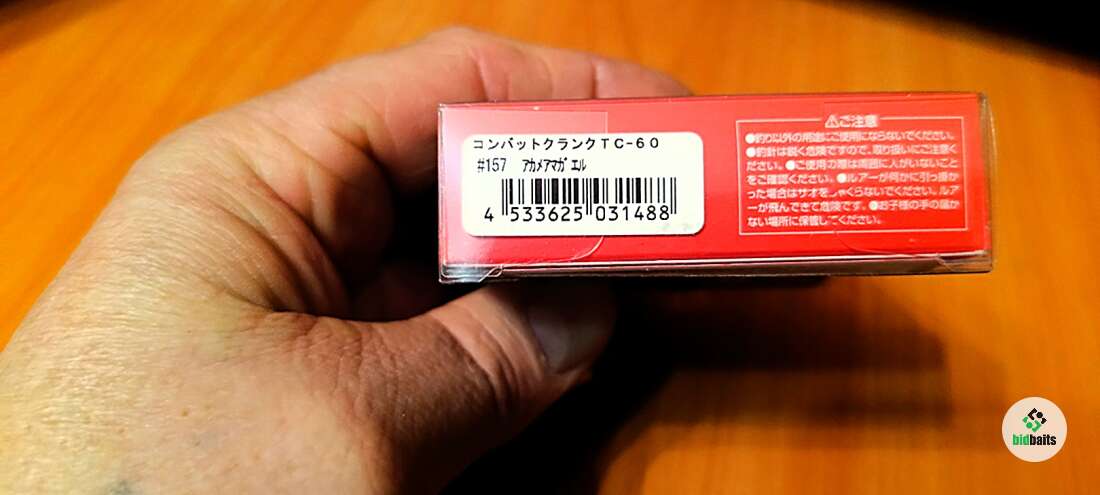 コンバットクランクTC-60
#157 ｱｶﾒｱﾏｶﾞｴﾙ
4 533625 031488
⚠ご注意
●釣り以外の用途にご使用にならないでください。
●釣針は鋭く危険ですので、取り扱いにご注意く
ださい。●ご使用の際は周囲に人がいないこと
をご確認ください。●ルアーが何かに引っ掛か
った場合はサオをしゃくらないでください。ルア
ーが飛んできて危険です。●お子様の手の届か
ない場所に保管してください。
bidbaits